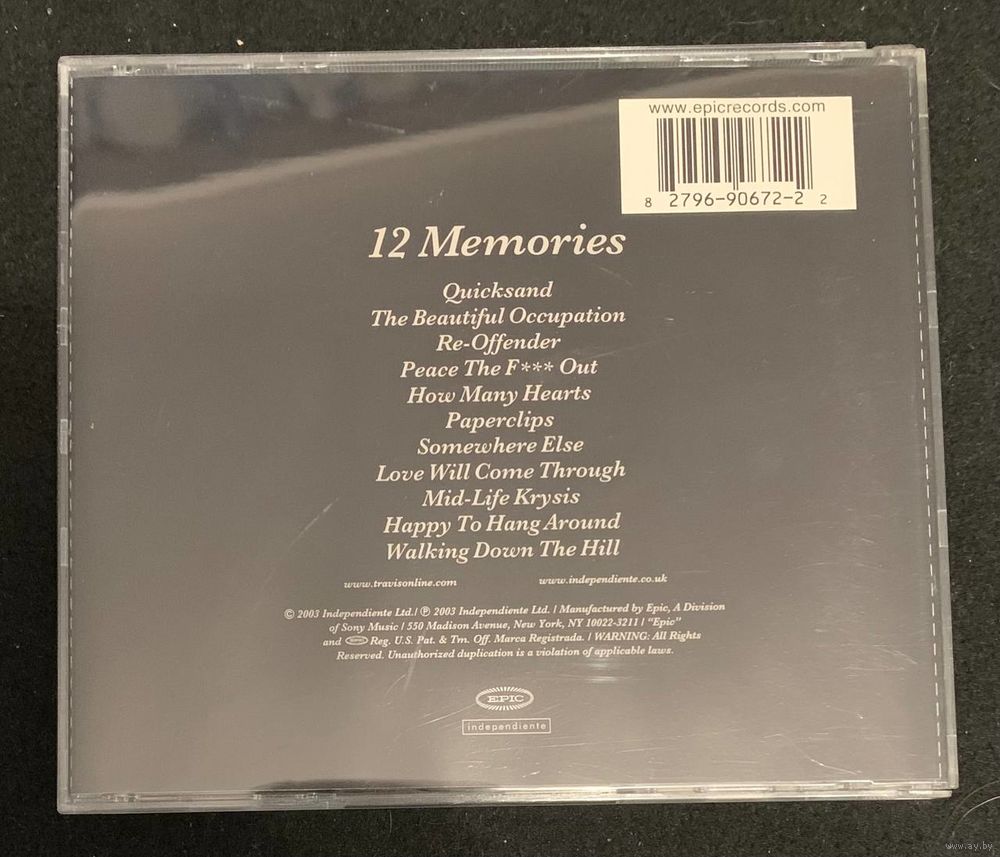 www.epicrecords.com
8 2796-90672-2 2
12 Memories
Quicksand
The Beautiful Occupation
Re-Offender
Peace The F*** Out
How Many Hearts
Paperclips
Somewhere Else
Love Will Come Through
Mid-Life Krysis
Happy To Hang Around
Walking Down The Hill
www.travisonline.com www.independiente.co.uk
© 2003 Independiente Ltd./ ℗ 2003 Independiente Ltd. / Manufactured by Epic, A Division
of Sony Music / 550 Madison Avenue, New York, NY 10022-3211 / "Epic"
and EPIC Reg. U.S. Pat. & Tm. Off. Marca Registrada. / WARNING: All Rights
Reserved. Unauthorized duplication is a violation of applicable laws.
EPIC
independiente
www.ay.by